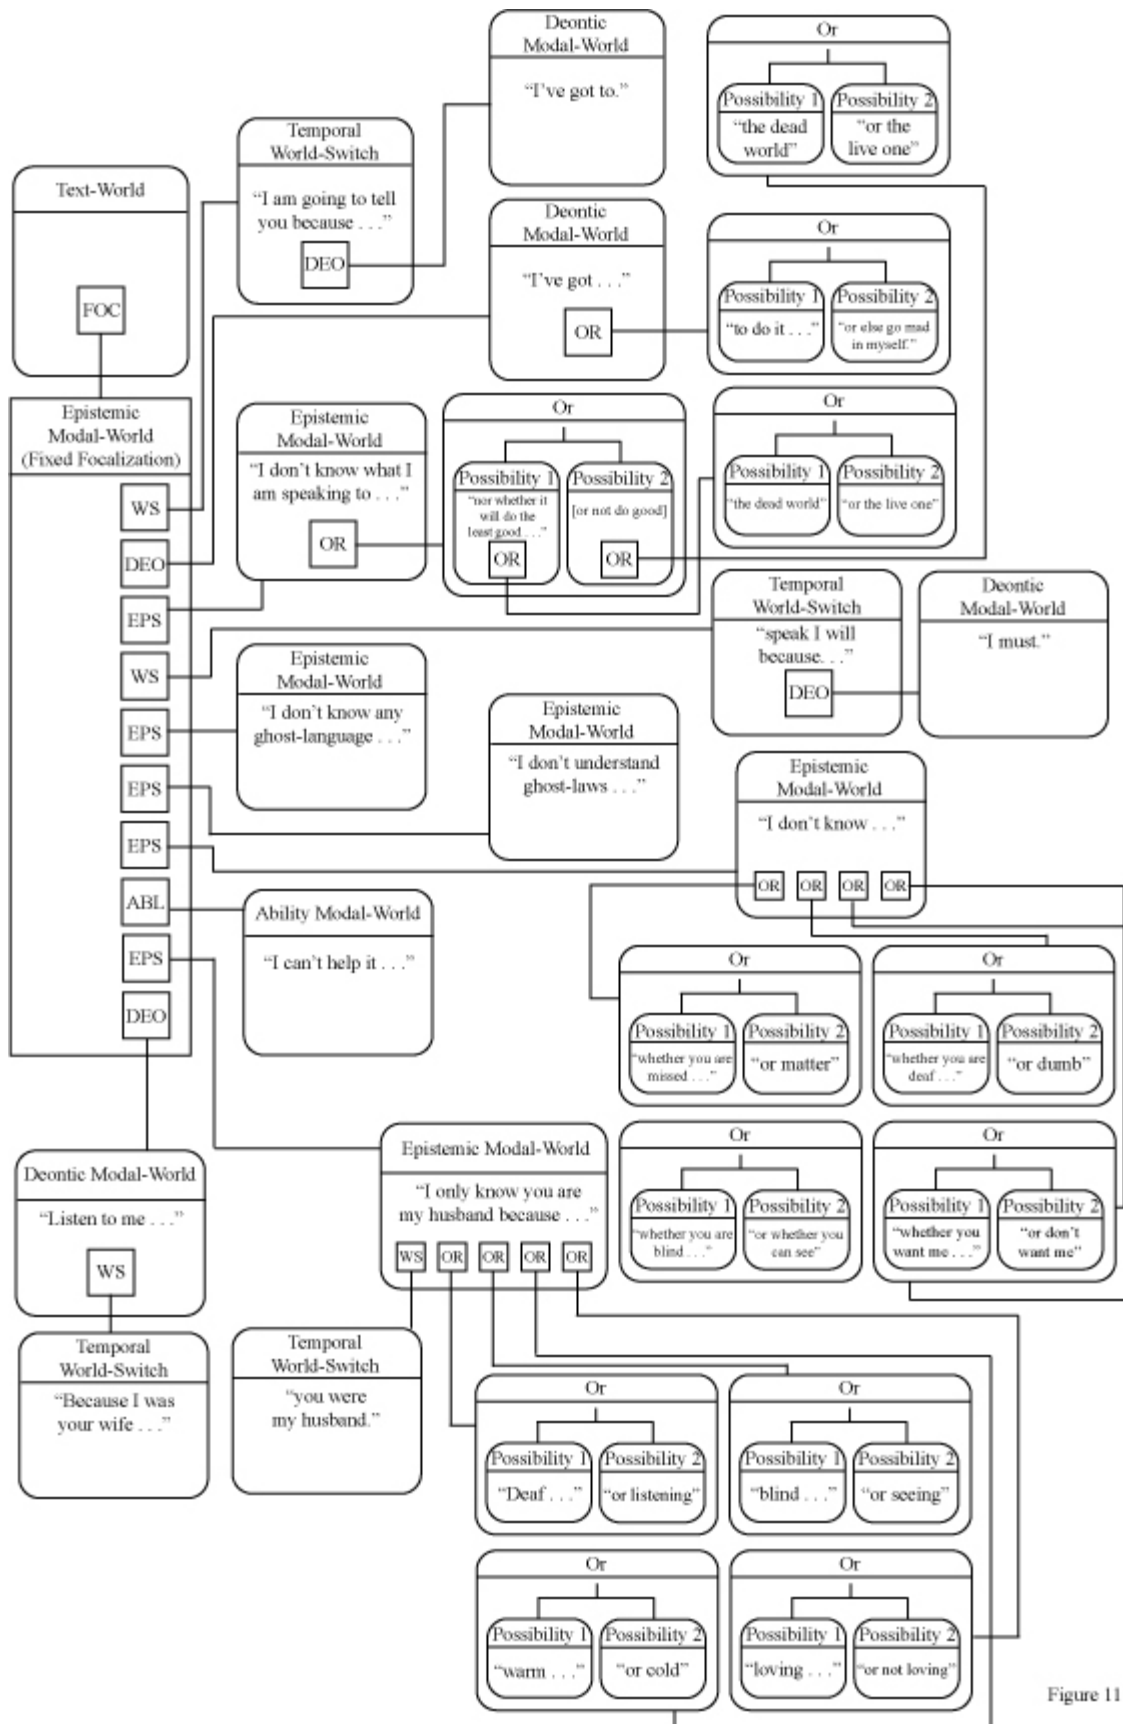 Deontic
Modal-World
“I’ve got to.”
Or
Possibility 1
“the dead
world”
Possibility 2
“or the
live one”
Temporal
World-Switch
“I am going to tell
you because . . .”
DEO
Text-World
FOC
Deontic
Modal-World
“I’ve got . . .”
OR
Or
Possibility 1
“to do it . . .”
Possibility 2
“or else go mad
in myself.”
Epistemic
Modal-World
(Fixed Focalization)
WS
DEO
EPS
WS
EPS
EPS
EPS
ABL
EPS
DEO
Epistemic
Modal-World
“I don’t know what I
am speaking to . . .”
OR
Or
Possibility 1
“nor whether it
will do the
least good . . .”
OR
Possibility 2
[or not do good]
OR
Or
Possibility 1
“the dead world”
Possibility 2
“or the live one”
Temporal
World-Switch
“speak I will
because. . .”
DEO
Deontic
Modal-World
“I must.”
Epistemic
Modal-World
“I don’t know any
ghost-language . . .”
Epistemic
Modal-World
“I don’t understand
ghost-laws . . .”
Epistemic
Modal-World
“I don’t know . . .”
OR
OR
OR
OR
Ability Modal-World
“I can’t help it . . .”
Or
Possibility 1
“whether you are
missed . . .”
Possibility 2
“or matter”
Or
Possibility 1
“whether you are
deaf . . .”
Possibility 2
“or dumb”
Or
Possibility 1
“whether you are
blind . . .”
Possibility 2
“or whether you
can see”
Or
Possibility 1
“whether you
want me . . .”
Possibility 2
“or don’t
want me”
Deontic Modal-World
“Listen to me . . .”
WS
Epistemic Modal-World
“I only know you are
my husband because . . .”
WS
OR
OR
OR
OR
Temporal
World-Switch
“Because I was
your wife . . .”
Temporal
World-Switch
“you were
my husband.”
Or
Possibility 1
“Deaf . . .”
Possibility 2
“or listening”
Or
Possibility 1
“blind . . .”
Possibility 2
“or seeing”
Or
Possibility 1
“warm . . .”
Possibility 2
“or cold”
Or
Possibility 1
“loving . . .”
Possibility 2
“or not loving”
Figure 11